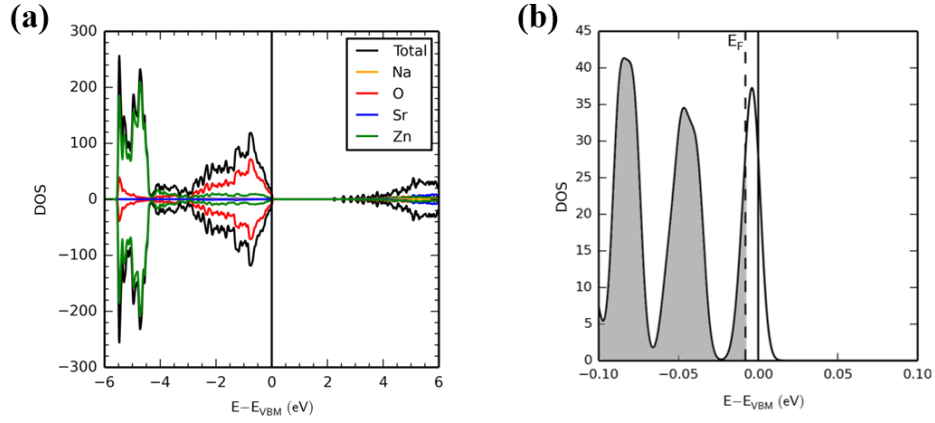 (a)
300
200
100
0
−100
−200
−300
DOS
−6
−4
−2
0
2
4
6
E−E_VBM (eV)
Total
Na
O
Sr
Zn
(b)
45
40
35
30
25
20
15
10
5
0
DOS
E_F
−0.10
−0.05
0.00
0.05
0.10
E−E_VBM (eV)